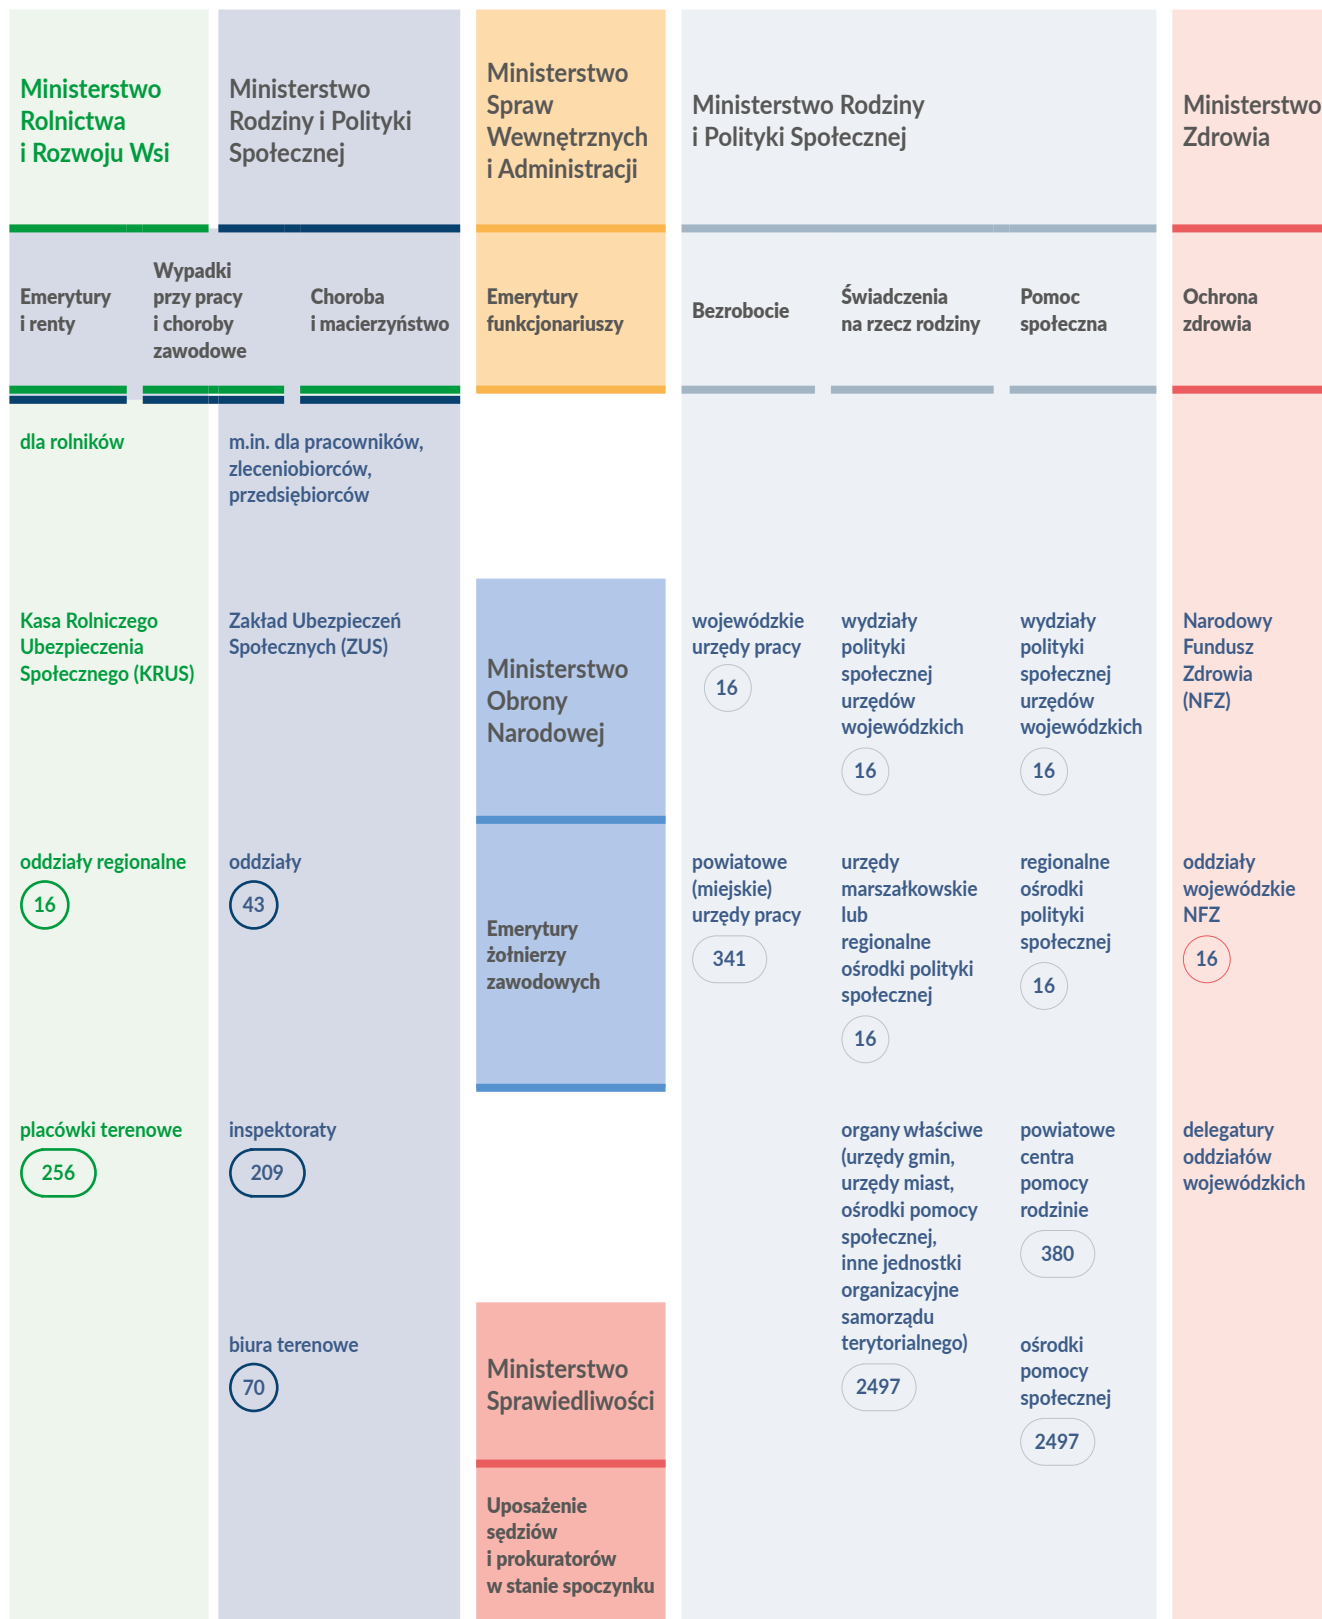 Ministerstwo
Rolnictwa
i Rozwoju Wsi
Ministerstwo
Rodziny i Polityki
Społecznej
Ministerstwo
Spraw
Wewnętrznych
i Administracji
Ministerstwo Rodziny
i Polityki Społecznej
Ministerstwo
Zdrowia
Emerytury
i renty
Wypadki
przy pracy
i choroby
zawodowe
Choroba
i macierzyństwo
Emerytury
funkcjonariuszy
Bezrobocie
Świadczenia
na rzecz rodziny
Pomoc
społeczna
Ochrona
zdrowia
dla rolników
m.in. dla pracowników,
zleceniobiorców,
przedsiębiorców
Kasa Rolniczego
Ubezpieczenia
Społecznego (KRUS)
Zakład Ubezpieczeń
Społecznych (ZUS)
Ministerstwo
Obrony
Narodowej
wojewódzkie
urzędy pracy
16
wydziały
polityki
społecznej
urzędów
wojewódzkich
16
wydziały
polityki
społecznej
urzędów
wojewódzkich
16
Narodowy
Fundusz
Zdrowia
(NFZ)
oddziały regionalne
16
oddziały
43
Emerytury
żołnierzy
zawodowych
powiatowe
(miejskie)
urzędy pracy
341
urzędy
marszałkowskie
lub
regionalne
ośrodki polityki
społecznej
16
regionalne
ośrodki
polityki
społecznej
16
oddziały
wojewódzkie
NFZ
16
placówki terenowe
256
inspektoraty
209
organy właściwe
(urzędy gmin,
urzędy miast,
ośrodki pomocy
społecznej,
inne jednostki
organizacyjne
samorządu
terytorialnego)
2497
powiatowe
centra
pomocy
rodzinie
380
delegatury
oddziałów
wojewódzkich
biura terenowe
70
Ministerstwo
Sprawiedliwości
ośrodki
pomocy
społecznej
2497
Uposażenie
sędziów
i prokuratorów
w stanie spoczynku